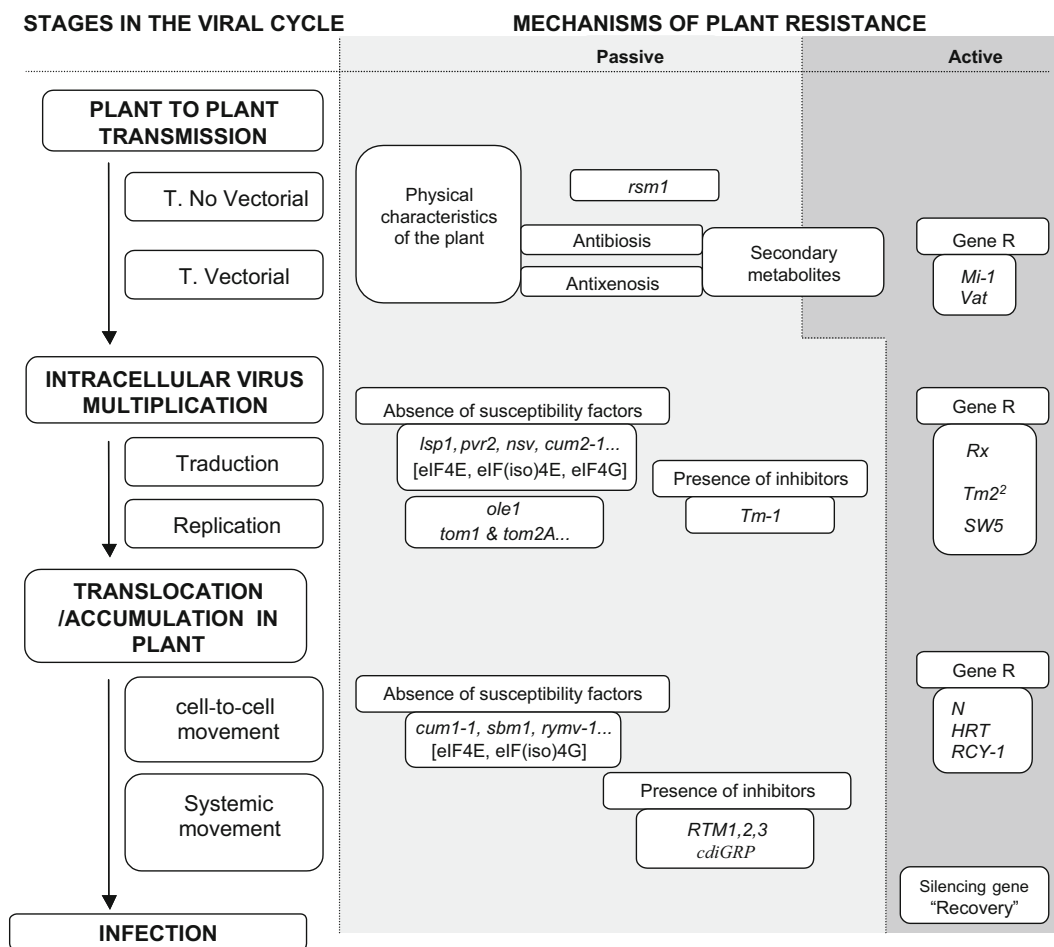 STAGES IN THE VIRAL CYCLE
MECHANISMS OF PLANT RESISTANCE
Passive
Active
PLANT TO PLANT
TRANSMISSION
T. No Vectorial
T. Vectorial
Physical
characteristics
of the plant
rsm1
Antibiosis
Antixenosis
Secondary
metabolites
Gene R
Mi-1
Vat
INTRACELLULAR VIRUS
MULTIPLICATION
Traduction
Replication
Absence of susceptibility factors
lsp1, pvr2, nsv, cum2-1...
[eIF4E, eIF(iso)4E, eIF4G]
ole1
tom1 & tom2A...
Presence of inhibitors
Tm-1
Gene R
Rx
Tm2²
SW5
TRANSLOCATION
/ACCUMULATION IN
PLANT
cell-to-cell
movement
Systemic
movement
Absence of susceptibility factors
cum1-1, sbm1, rymv-1...
[eIF4E, eIF(iso)4G]
Presence of inhibitors
RTM1,2,3
cdiGRP
Gene R
N
HRT
RCY-1
Silencing gene
“Recovery”
INFECTION